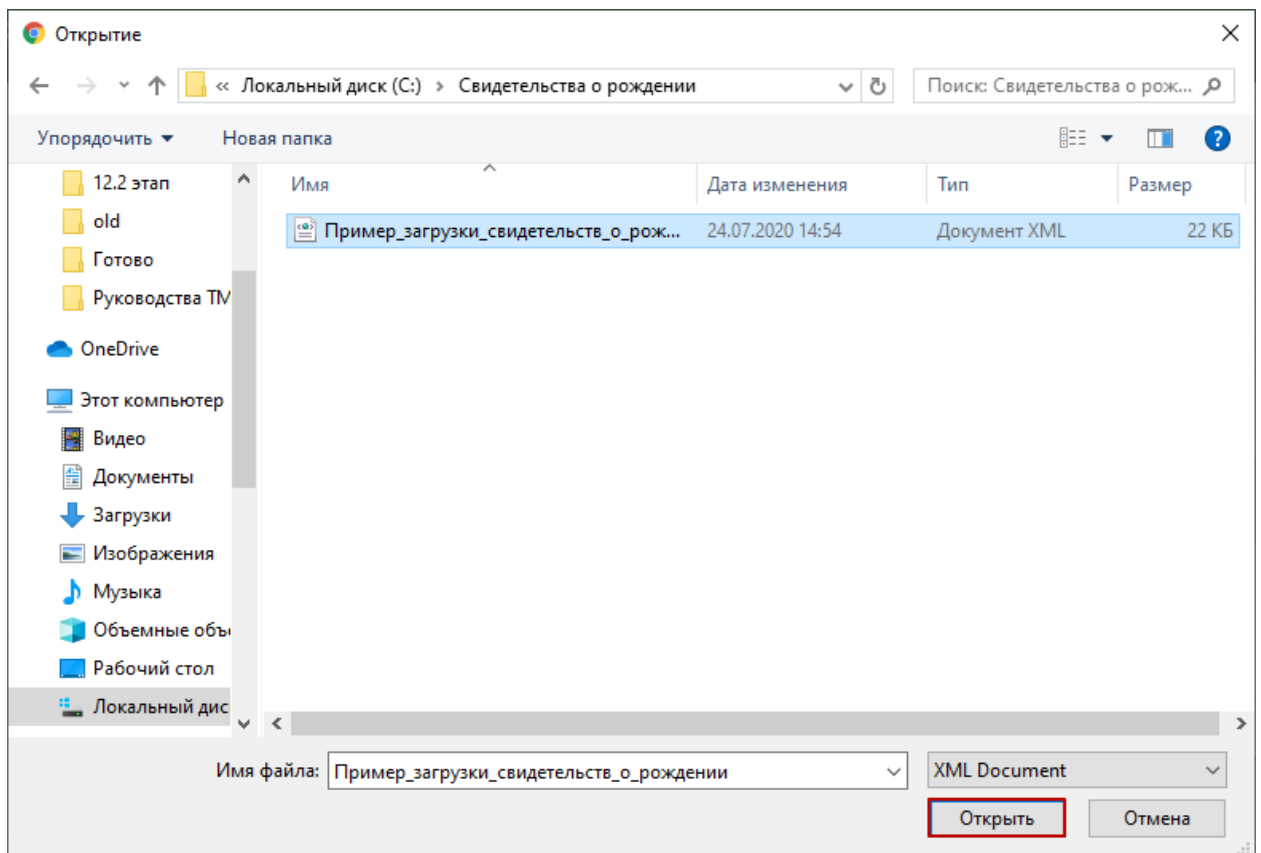 Открытие
« Локальный диск (C:) › Свидетельства о рождении
Поиск: Свидетельства о рож...
Упорядочить
Новая папка
12.2 этап
old
Готово
Руководства ТМ
OneDrive
Этот компьютер
Видео
Документы
Загрузки
Изображения
Музыка
Объемные объ
Рабочий стол
Локальный дис
Имя Дата изменения Тип Размер
Пример_загрузки_свидетельств_о_рож... 24.07.2020 14:54 Документ XML 22 КБ
Имя файла: Пример_загрузки_свидетельств_о_рождении XML Document
Открыть Отмена